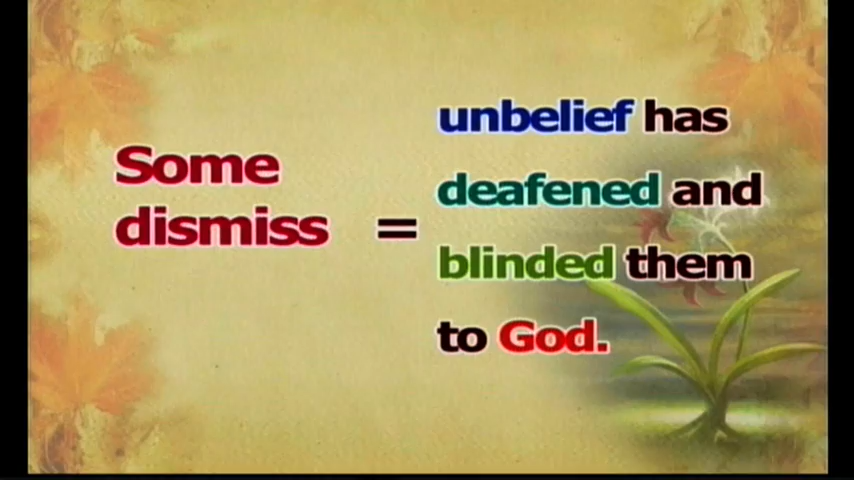 Some
dismiss
=
unbelief has
deafened and
blinded them
to God.